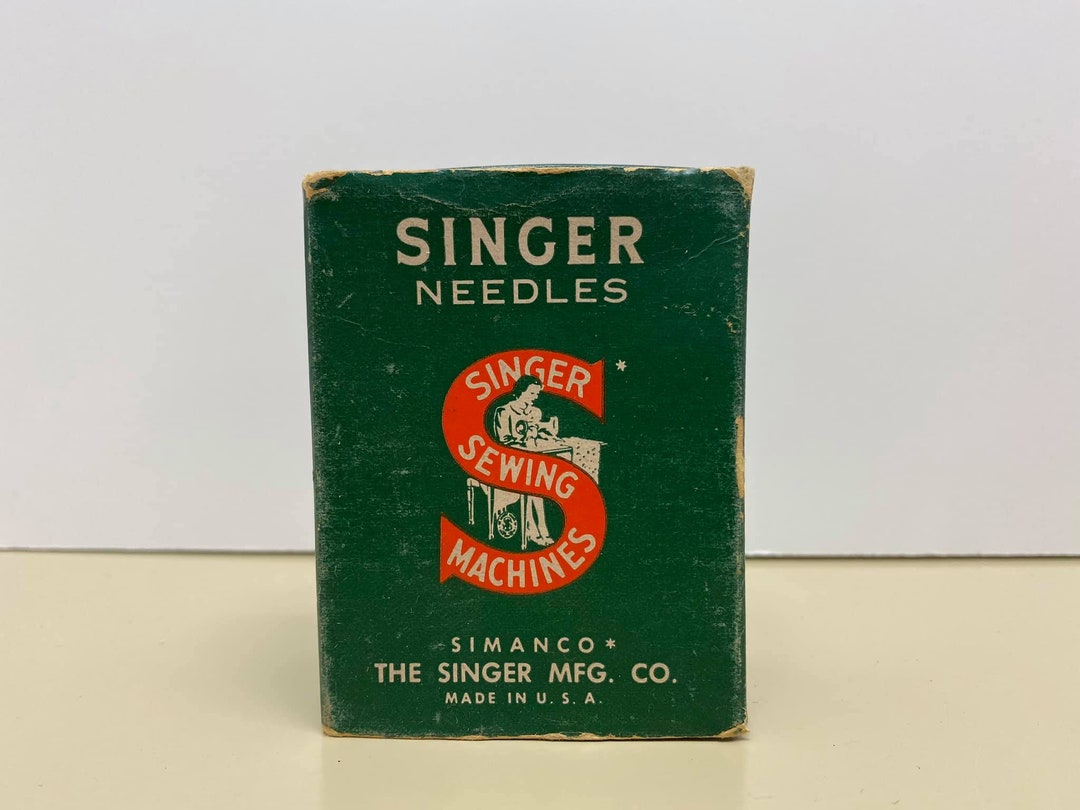 SINGER
NEEDLES
SINGER *
SEWING
MACHINES
SIMANCO *
THE SINGER MFG. CO.
MADE IN U. S. A.